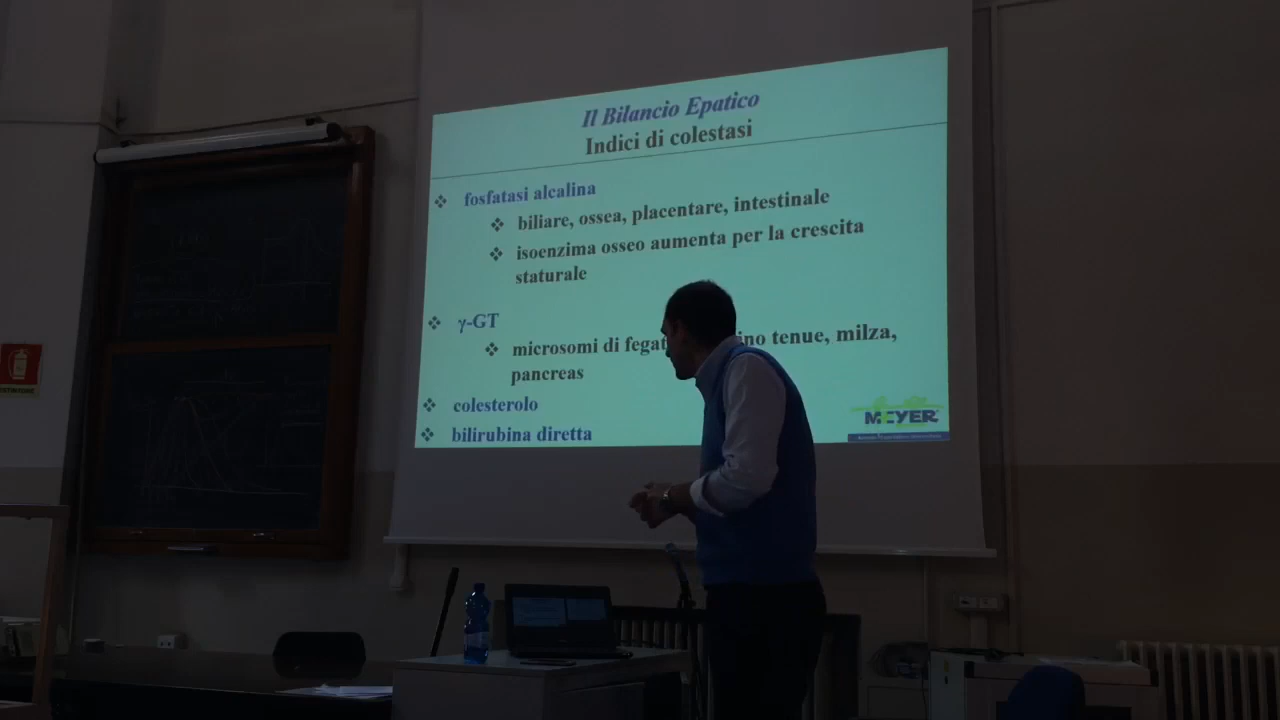 Il Bilancio Epatico
Indici di colestasi
❖ fosfatasi alcalina
❖ biliare, ossea, placentare, intestinale
❖ isoenzima osseo aumenta per la crescita
staturale
❖ γ-GT
❖ microsomi di fegat ino tenue, milza,
pancreas
❖ colesterolo
❖ bilirubina diretta
MEYER
ESTINTORE